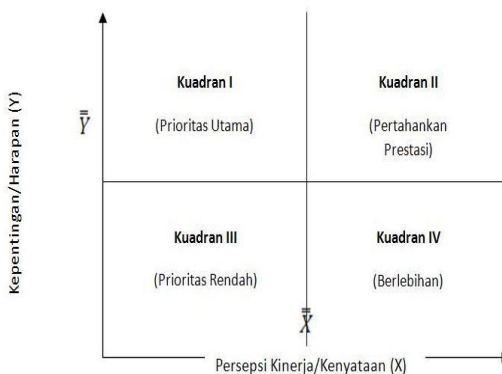 Kepentingan/Harapan (Y)
Y̿
Kuadran I
(Prioritas Utama)
Kuadran II
(Pertahankan
Prestasi)
Kuadran III
(Prioritas Rendah)
Kuadran IV
(Berlebihan)
X̿
Persepsi Kinerja/Kenyataan (X)